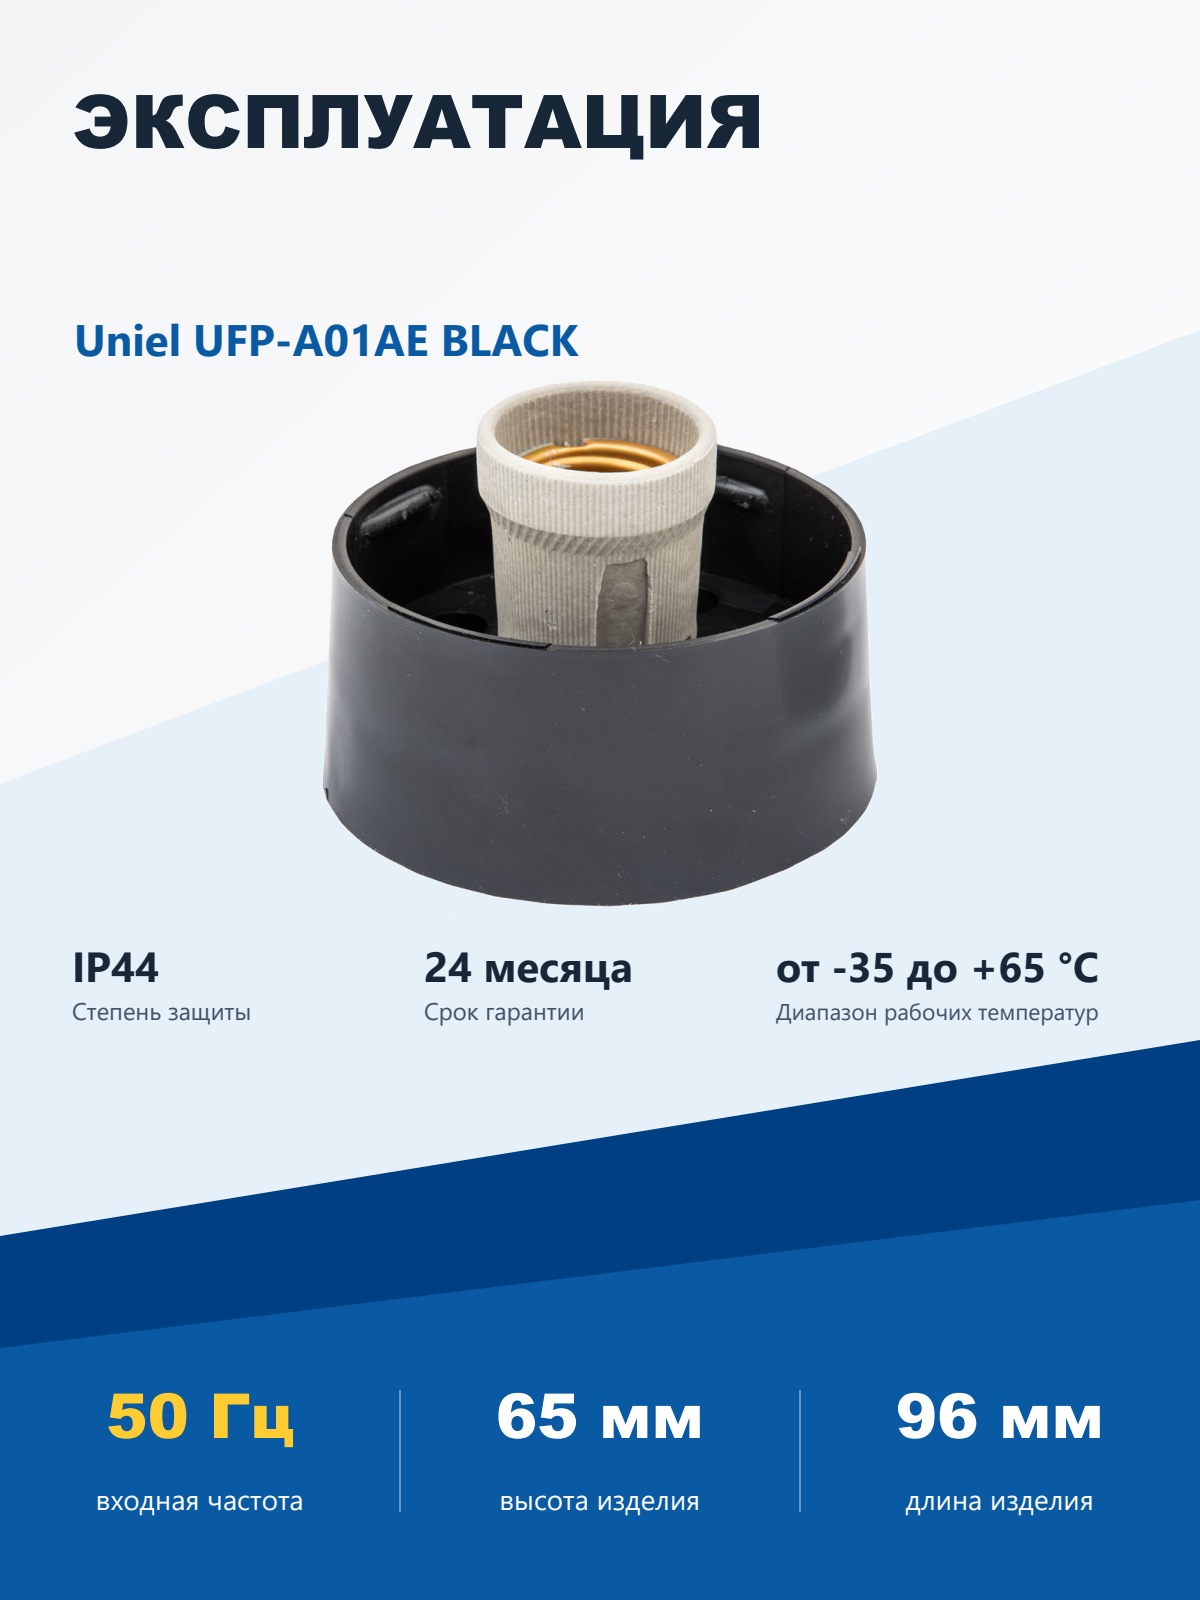 ЭКСПЛУАТАЦИЯ
Uniel UFP-A01AE BLACK
IP44
Степень защиты
24 месяца
Срок гарантии
от -35 до +65 °C
Диапазон рабочих температур
50 Гц
входная частота
65 мм
высота изделия
96 мм
длина изделия